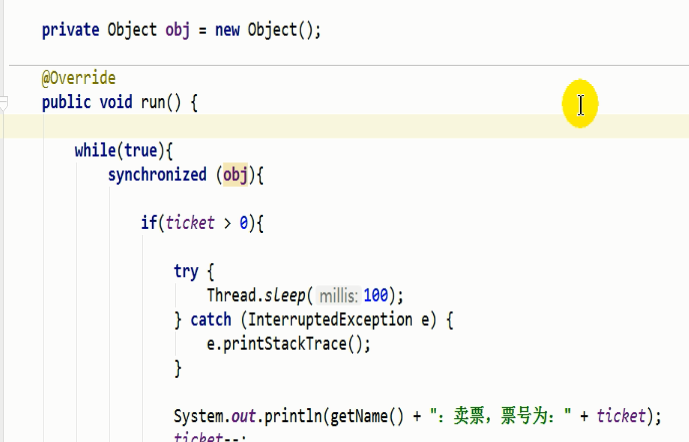 private Object obj = new Object();
@Override
public void run() {
while(true){
synchronized (obj){
if(ticket > 0){
try {
Thread.sleep( millis: 100);
} catch (InterruptedException e) {
e.printStackTrace();
}
System.out.println(getName() + ": 卖票，票号为: " + ticket);
ticket--;